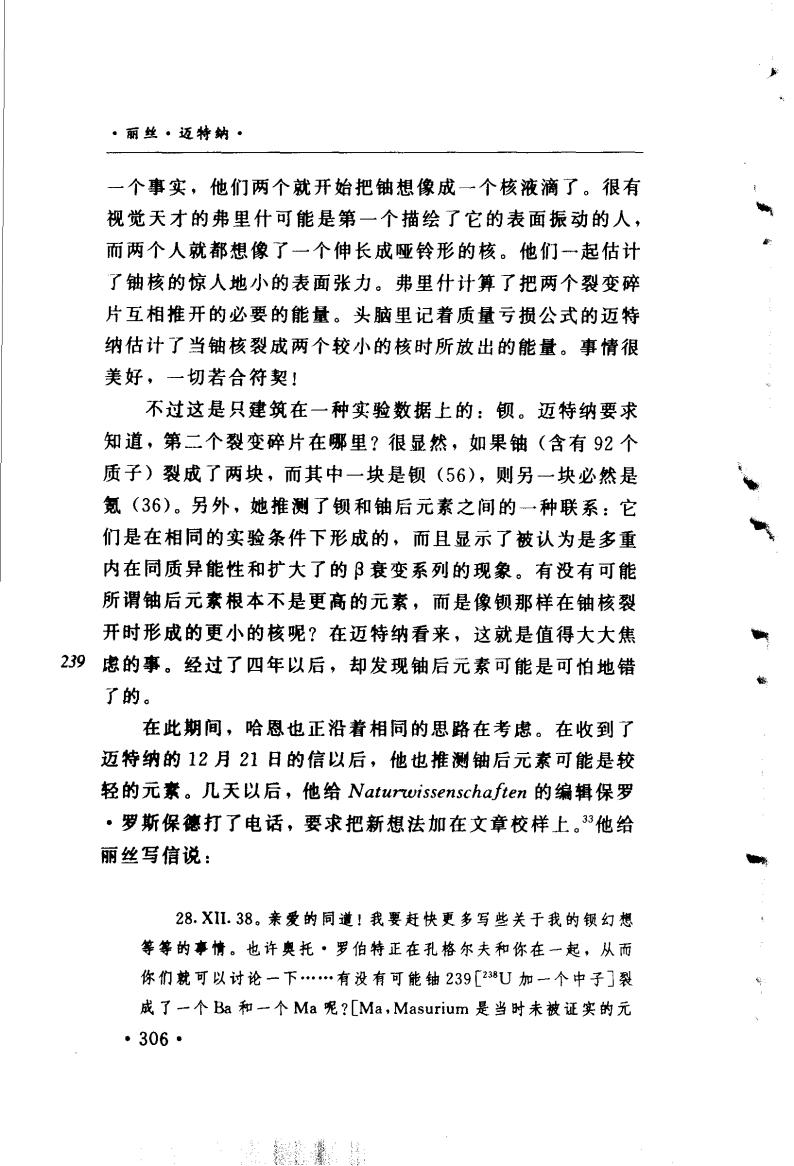 ·丽丝·迈特纳·
一个事实，他们两个就开始把铀想像成一个核液滴了。很有
视觉天才的弗里什可能是第一个描绘了它的表面振动的人，
而两个人就都想像了一个伸长成哑铃形的核。他们一起估计
了铀核的惊人地小的表面张力。弗里什计算了把两个裂变碎
片互相推开的必要的能量。头脑里记着质量亏损公式的迈特
纳估计了当铀核裂成两个较小的核时所放出的能量。事情很
美好，一切若合符契！
不过这是只建筑在一种实验数据上的：钡。迈特纳要求
知道，第二个裂变碎片在哪里？很显然，如果铀（含有 92 个
质子）裂成了两块，而其中一块是钡（56），则另一块必然是
氪（36）。另外，她推测了钡和铀后元素之间的一种联系：它
们是在相同的实验条件下形成的，而且显示了被认为是多重
内在同质异能性和扩大了的β衰变系列的现象。有没有可能
所谓铀后元素根本不是更高的元素，而是像钡那样在铀核裂
开时形成的更小的核呢？在迈特纳看来，这就是值得大大焦
239 虑的事。经过了四年以后，却发现铀后元素可能是可怕地错
了的。
在此期间，哈恩也正沿着相同的思路在考虑。在收到了
迈特纳的 12 月 21 日的信以后，他也推测铀后元素可能是较
轻的元素。几天以后，他给 Naturwissenschaften 的编辑保罗
·罗斯保德打了电话，要求把新想法加在文章校样上。³³他给
丽丝写信说：
28. XII. 38。亲爱的同道！我要赶快更多写些关于我的钡幻想
等等的事情。也许奥托·罗伯特正在孔格尔夫和你在一起，从而
你们就可以讨论一下……有没有可能铀 239［²³⁸U 加一个中子］裂
成了一个 Ba 和一个 Ma 呢？［Ma，Masurium 是当时未被证实的元
·306·